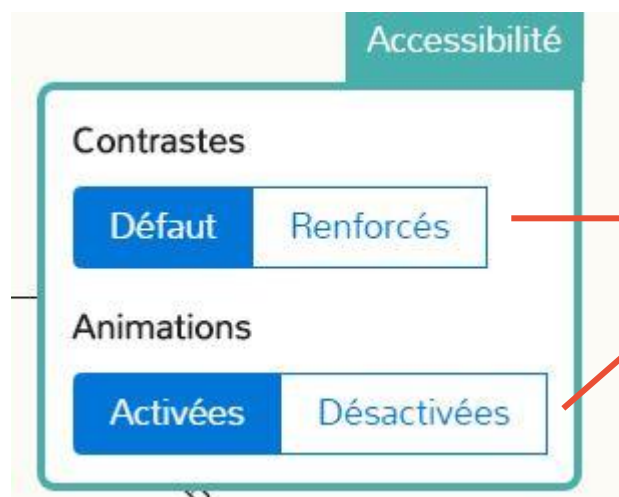 Accessibilité
Contrastes
Défaut Renforcés
Animations
Activées Désactivées